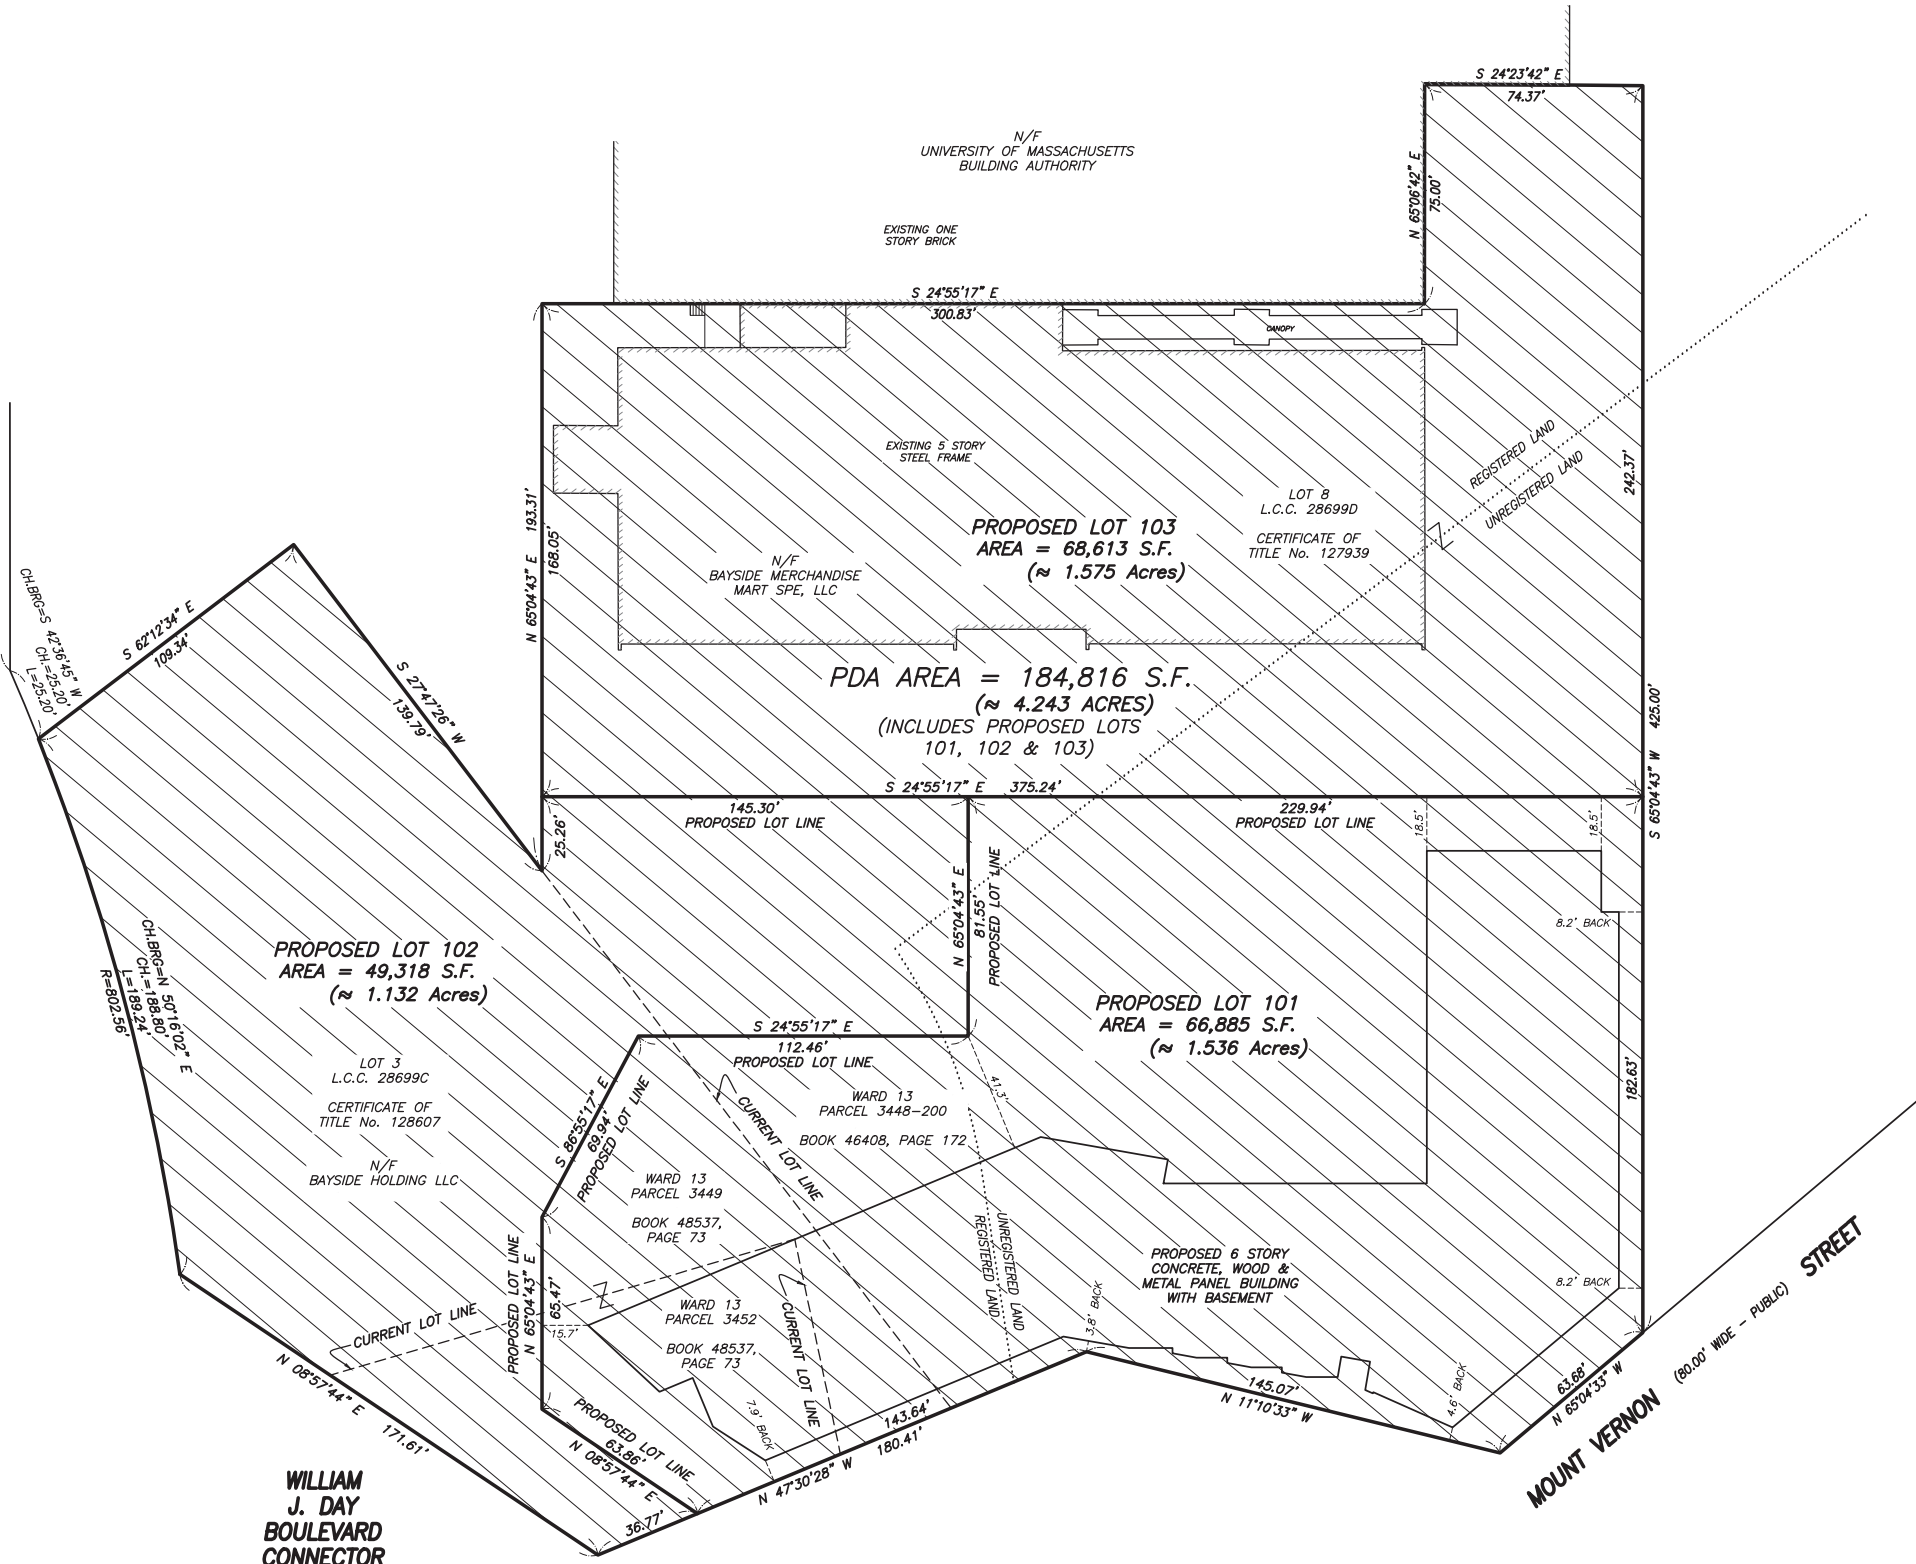 S 24°23'42" E
74.37'
N/F
UNIVERSITY OF MASSACHUSETTS
BUILDING AUTHORITY
N 65°06'42" E
75.00'
EXISTING ONE
STORY BRICK
S 24°55'17" E
300.83'
CANOPY
EXISTING 5 STORY
STEEL FRAME
REGISTERED LAND
UNREGISTERED LAND
242.37'
LOT 8
L.C.C. 28699D
CERTIFICATE OF
TITLE No. 127939
PROPOSED LOT 103
AREA = 68,613 S.F.
(≈ 1.575 Acres)
N/F
BAYSIDE MERCHANDISE
MART SPE, LLC
N 65°04'43" E 193.31'
168.05'
CH.BRG=S 42°36'45" W
CH.=25.20'
L=25.20'
S 62°12'34" E
109.34'
S 27°47'26" W
139.79'
PDA AREA = 184,816 S.F.
(≈ 4.243 ACRES)
(INCLUDES PROPOSED LOTS
101, 102 & 103)
S 65°04'43" W 425.00'
S 24°55'17" E 375.24'
145.30'
PROPOSED LOT LINE
229.94'
PROPOSED LOT LINE
18.5'
18.5'
25.26'
N 65°04'43" E
81.55'
PROPOSED LOT LINE
8.2' BACK
CH.BRG=N 50°16'02" E
CH.=188.80'
L=189.24'
R=802.56'
PROPOSED LOT 102
AREA = 49,318 S.F.
(≈ 1.132 Acres)
PROPOSED LOT 101
AREA = 66,885 S.F.
(≈ 1.536 Acres)
S 24°55'17" E
112.46'
PROPOSED LOT LINE
LOT 3
L.C.C. 28699C
CERTIFICATE OF
TITLE No. 128607
N/F
BAYSIDE HOLDING LLC
S 86°55'17" E
69.94'
PROPOSED LOT LINE
CURRENT LOT LINE
WARD 13
PARCEL 3448-200
BOOK 46408, PAGE 172
41.3'
182.63'
WARD 13
PARCEL 3449
BOOK 48537,
PAGE 73
UNREGISTERED LAND
REGISTERED LAND
PROPOSED 6 STORY
CONCRETE, WOOD &
METAL PANEL BUILDING
WITH BASEMENT
8.2' BACK
PROPOSED LOT LINE
N 65°04'43" E
65.47'
15.7'
WARD 13
PARCEL 3452
BOOK 48537,
PAGE 73
CURRENT LOT LINE
3.8' BACK
CURRENT LOT LINE
N 08°57'44" E
171.61'
PROPOSED LOT LINE
63.86'
N 08°57'44" E
7.9' BACK
143.64'
180.41'
N 47°30'28" W
36.77'
145.07'
N 11°10'33" W
4.6' BACK
63.68'
N 65°04'33" W
MOUNT VERNON (80.00' WIDE - PUBLIC) STREET
WILLIAM
J. DAY
BOULEVARD
CONNECTOR